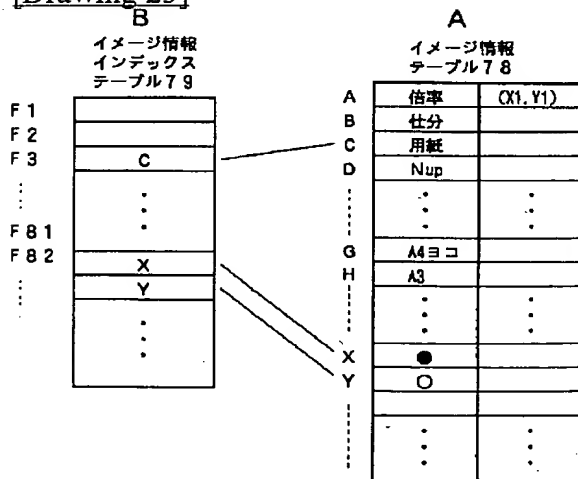 [Drawing 29]
B
イメージ情報
インデックス
テーブル79
F1
F2
F3 C
F81
F82 X
Y
A
イメージ情報
テーブル78
A 倍率 (X1.Y1)
B 仕分
C 用紙
D Nup
G A4ヨコ
H A3
X ●
Y ○